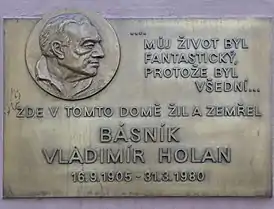 ....
MŮJ ŽIVOT BYL
FANTASTICKÝ,
PROTOŽE BYL
VŠEDNÍ...
ZDE V TOMTO DOMĚ ŽIL A ZEMŘEL
BÁSNÍK
VLADIMÍR HOLAN
16.9.1905 - 31.3.1980